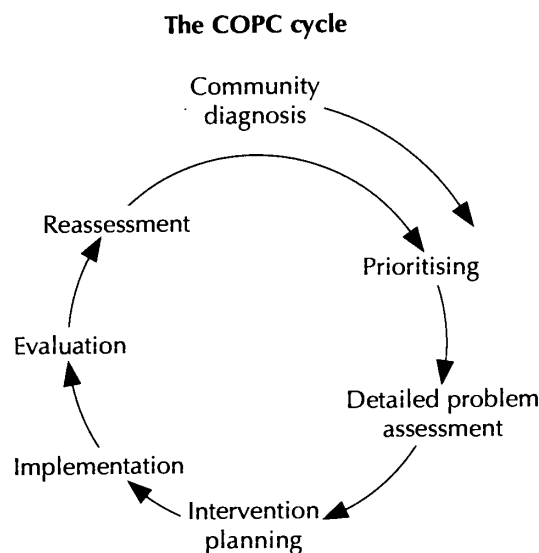 The COPC cycle
Community
diagnosis
Reassessment
Prioritising
Evaluation
Detailed problem
assessment
Implementation
Intervention
planning